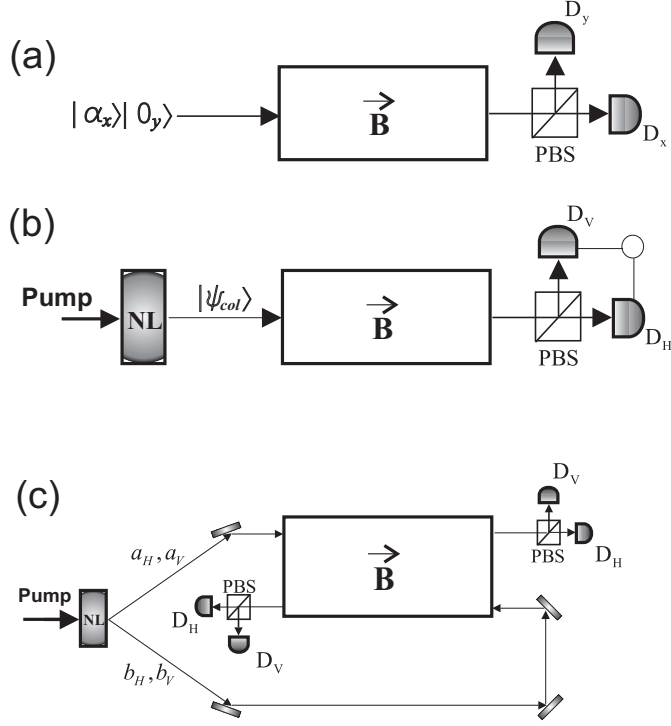 (a)
D_y
|α_x⟩|0_y⟩
B⃗
PBS
D_x
(b)
D_V
Pump
NL
|ψ_col⟩
B⃗
PBS
D_H
(c)
D_V
a_H, a_V
B⃗
PBS
D_H
Pump
NL
PBS
D_H
D_V
b_H, b_V